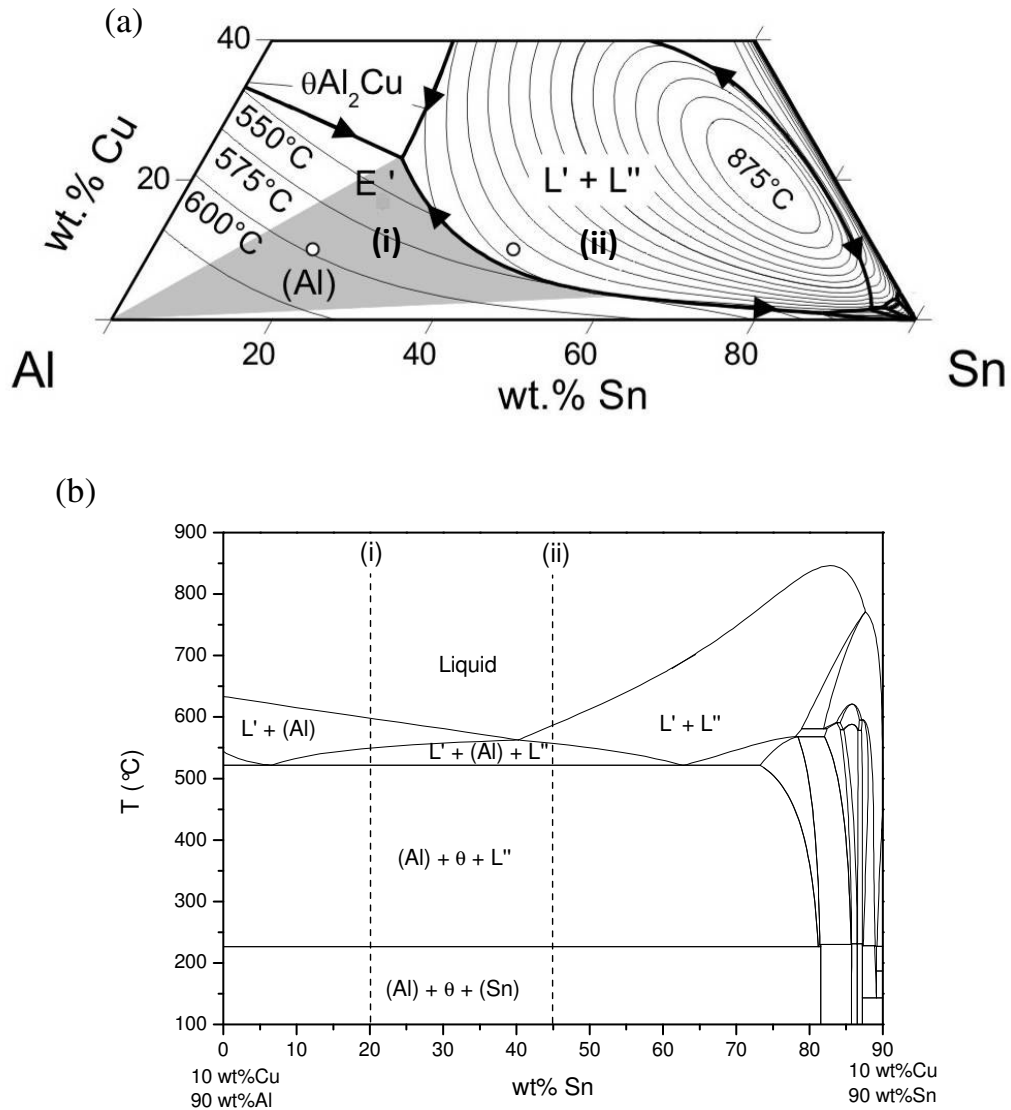 (a)
40
θAl₂Cu
wt.% Cu
550°C
20
575°C
E'
L' + L"
875°C
600°C
(i)
(ii)
(Al)
Al
20
40
60
80
Sn
wt.% Sn
(b)
900
(i)
(ii)
800
700
Liquid
600
L' + (Al)
L' + L"
L' + (Al) + L"
500
T (°C)
400
(Al) + θ + L"
300
200
(Al) + θ + (Sn)
100
0
10
20
30
40
50
60
70
80
90
10 wt%Cu
90 wt%Al
wt% Sn
10 wt%Cu
90 wt%Sn